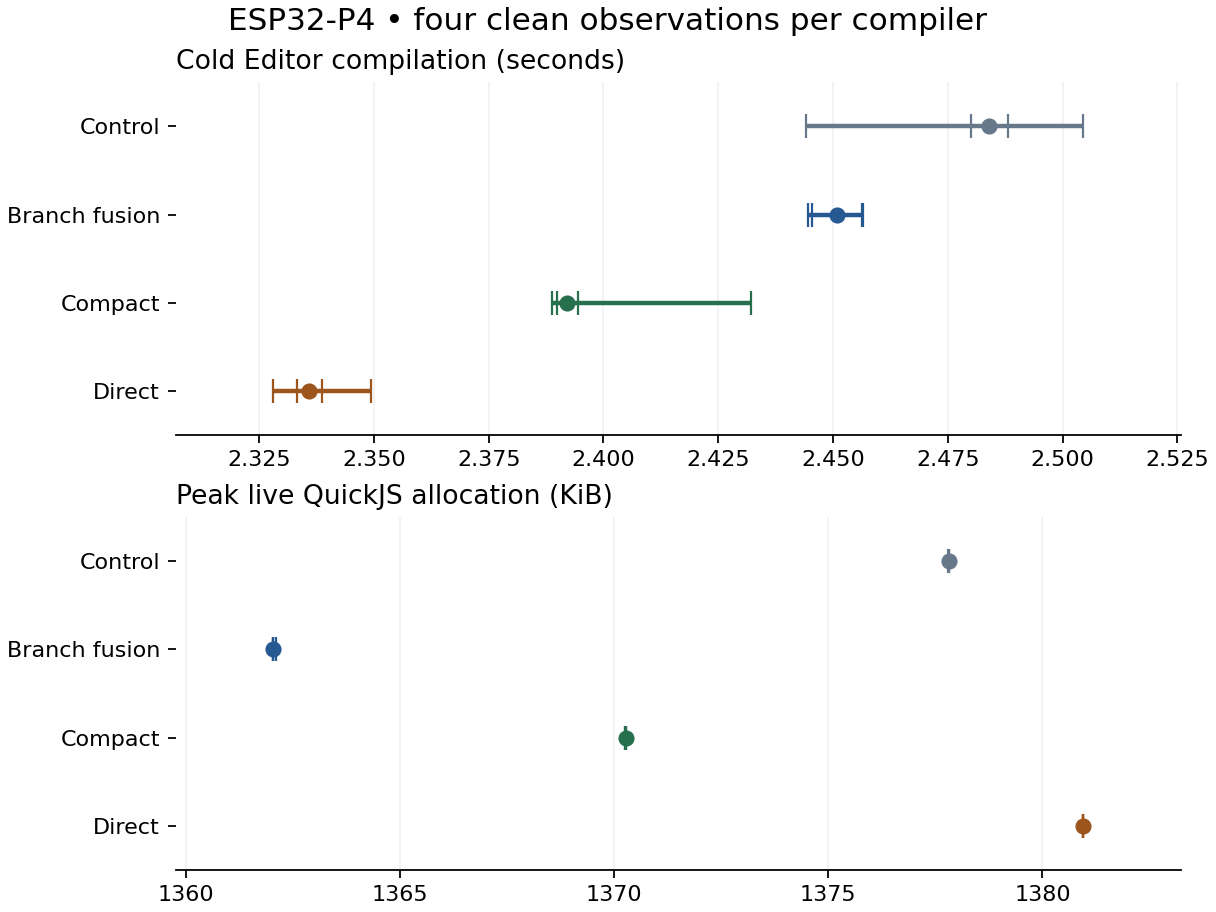 ESP32-P4 • four clean observations per compiler
Cold Editor compilation (seconds)
Control
Branch fusion
Compact
Direct
2.325 2.350 2.375 2.400 2.425 2.450 2.475 2.500 2.525
Peak live QuickJS allocation (KiB)
Control
Branch fusion
Compact
Direct
1360 1365 1370 1375 1380